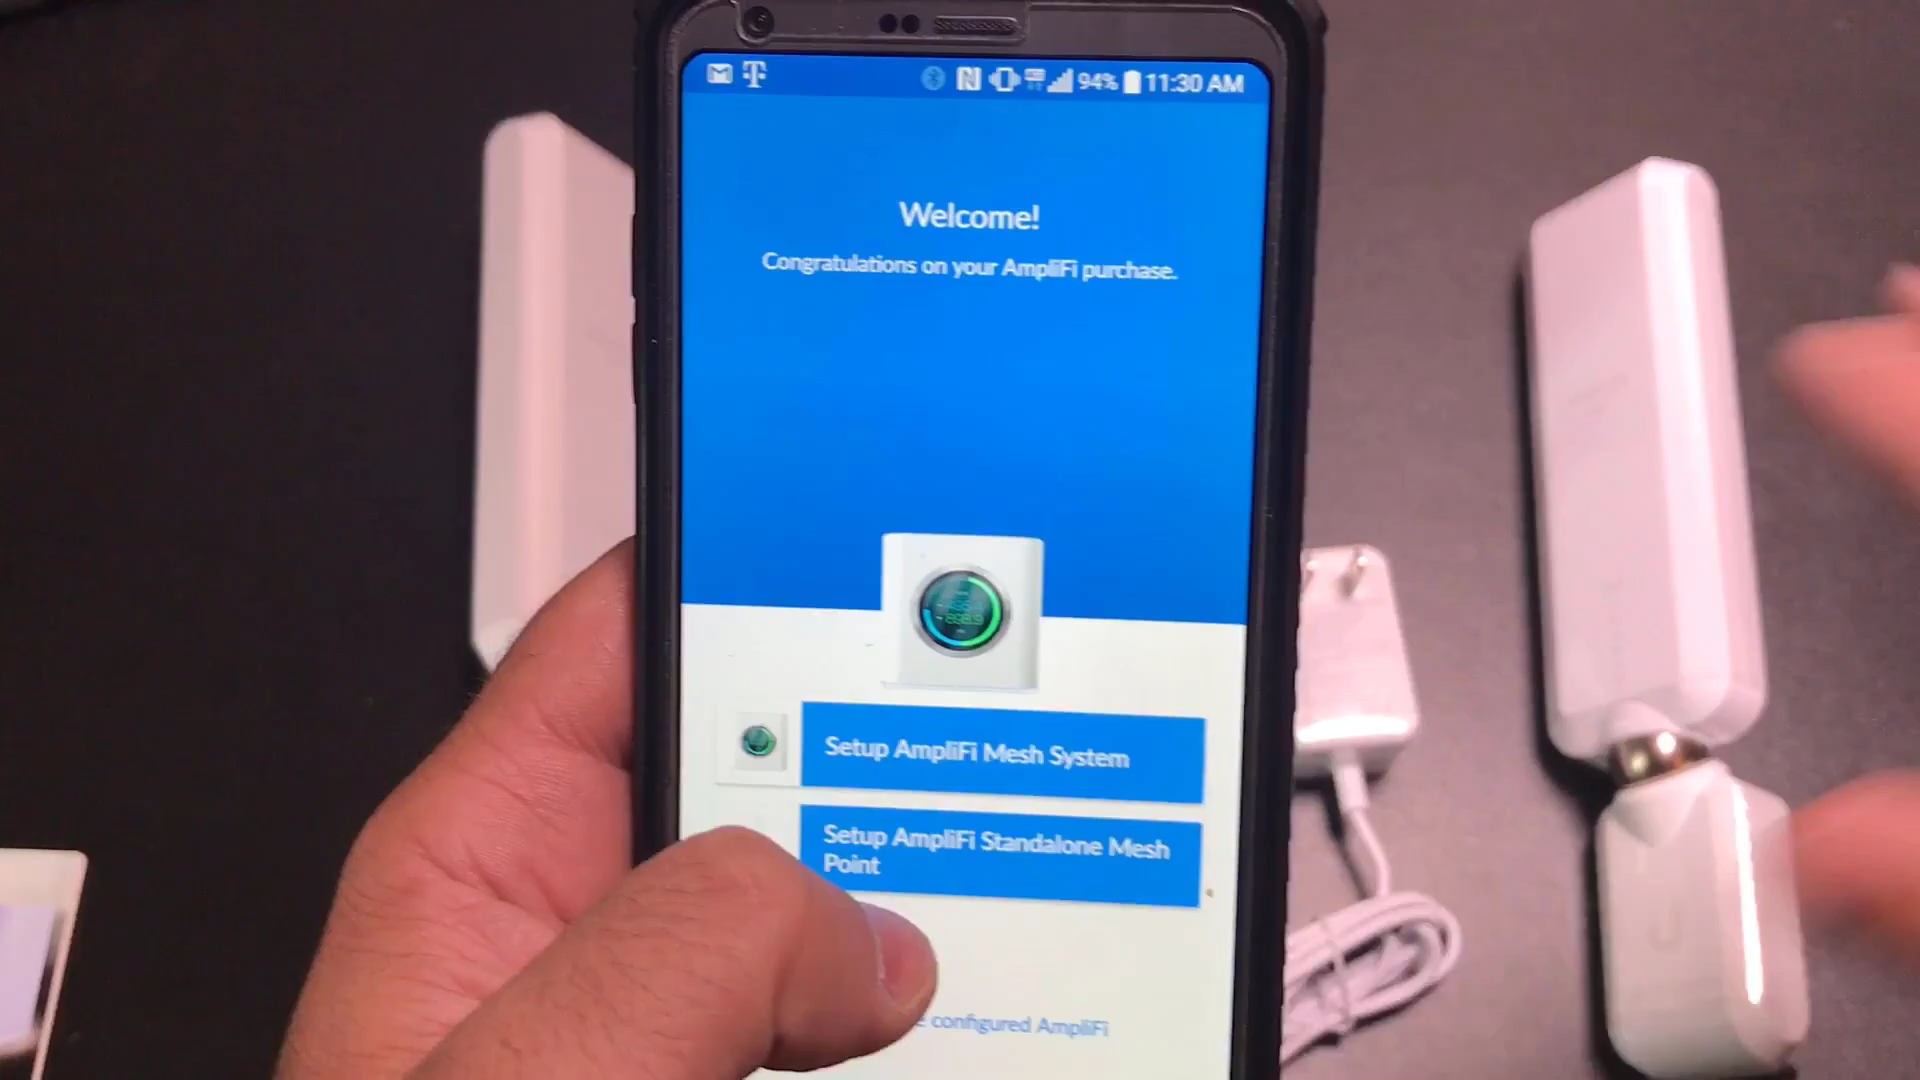 94% 11:30 AM
Welcome!
Congratulations on your AmpliFi purchase.
Setup AmpliFi Mesh System
Setup AmpliFi Standalone Mesh
Point
configured AmpliFi